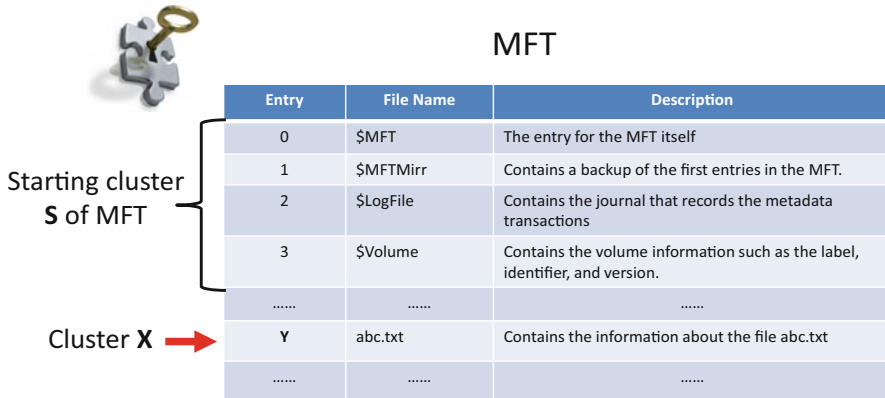 MFT
Entry File Name Description
0 $MFT The entry for the MFT itself
1 $MFTMirr Contains a backup of the first entries in the MFT.
2 $LogFile Contains the journal that records the metadata
transactions
3 $Volume Contains the volume information such as the label,
identifier, and version.
...... ...... ......
Y abc.txt Contains the information about the file abc.txt
...... ...... ......
Starting cluster
S of MFT
Cluster X